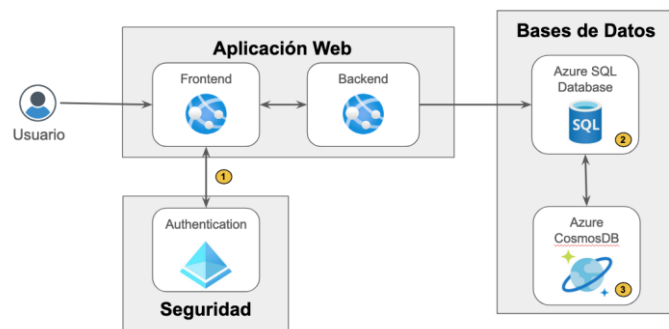 Bases de Datos
Aplicación Web
Frontend
Backend
Azure SQL
Database
SQL
2
Usuario
1
Authentication
Seguridad
Azure
CosmosDB
3